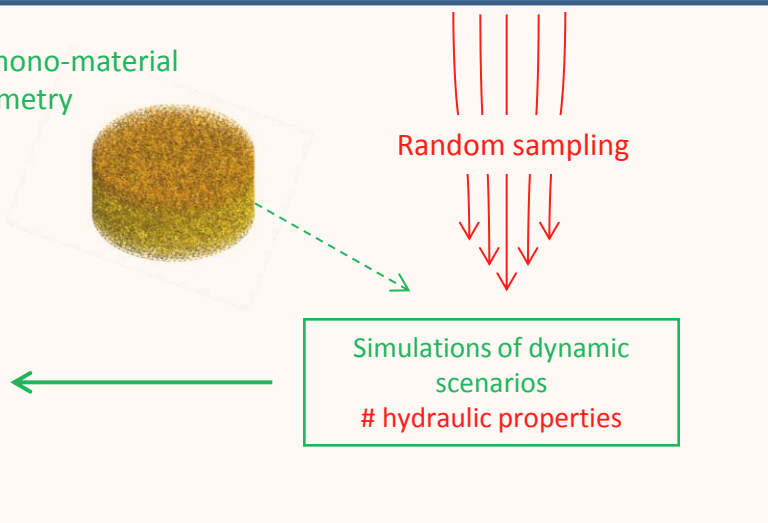 mono-material
metry
Random sampling
Simulations of dynamic
scenarios
# hydraulic properties